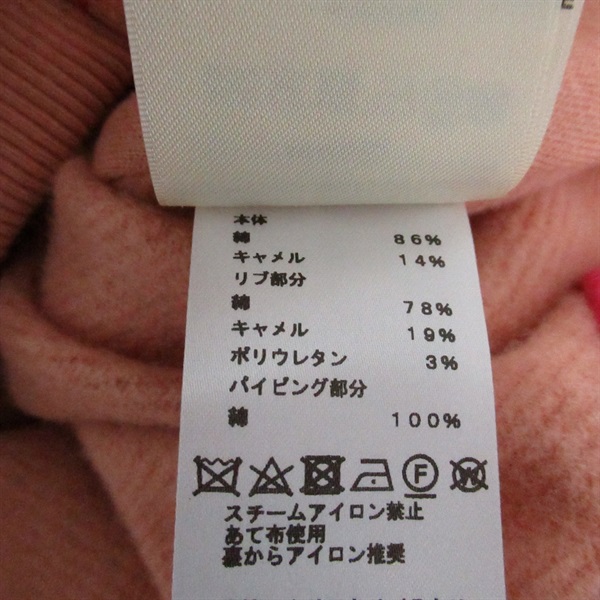 本体
綿 86%
キャメル 14%
リブ部分
綿 78%
キャメル 19%
ポリウレタン 3%
パイピング部分
綿 100%
F W
スチームアイロン禁止
あて布使用
裏からアイロン推奨